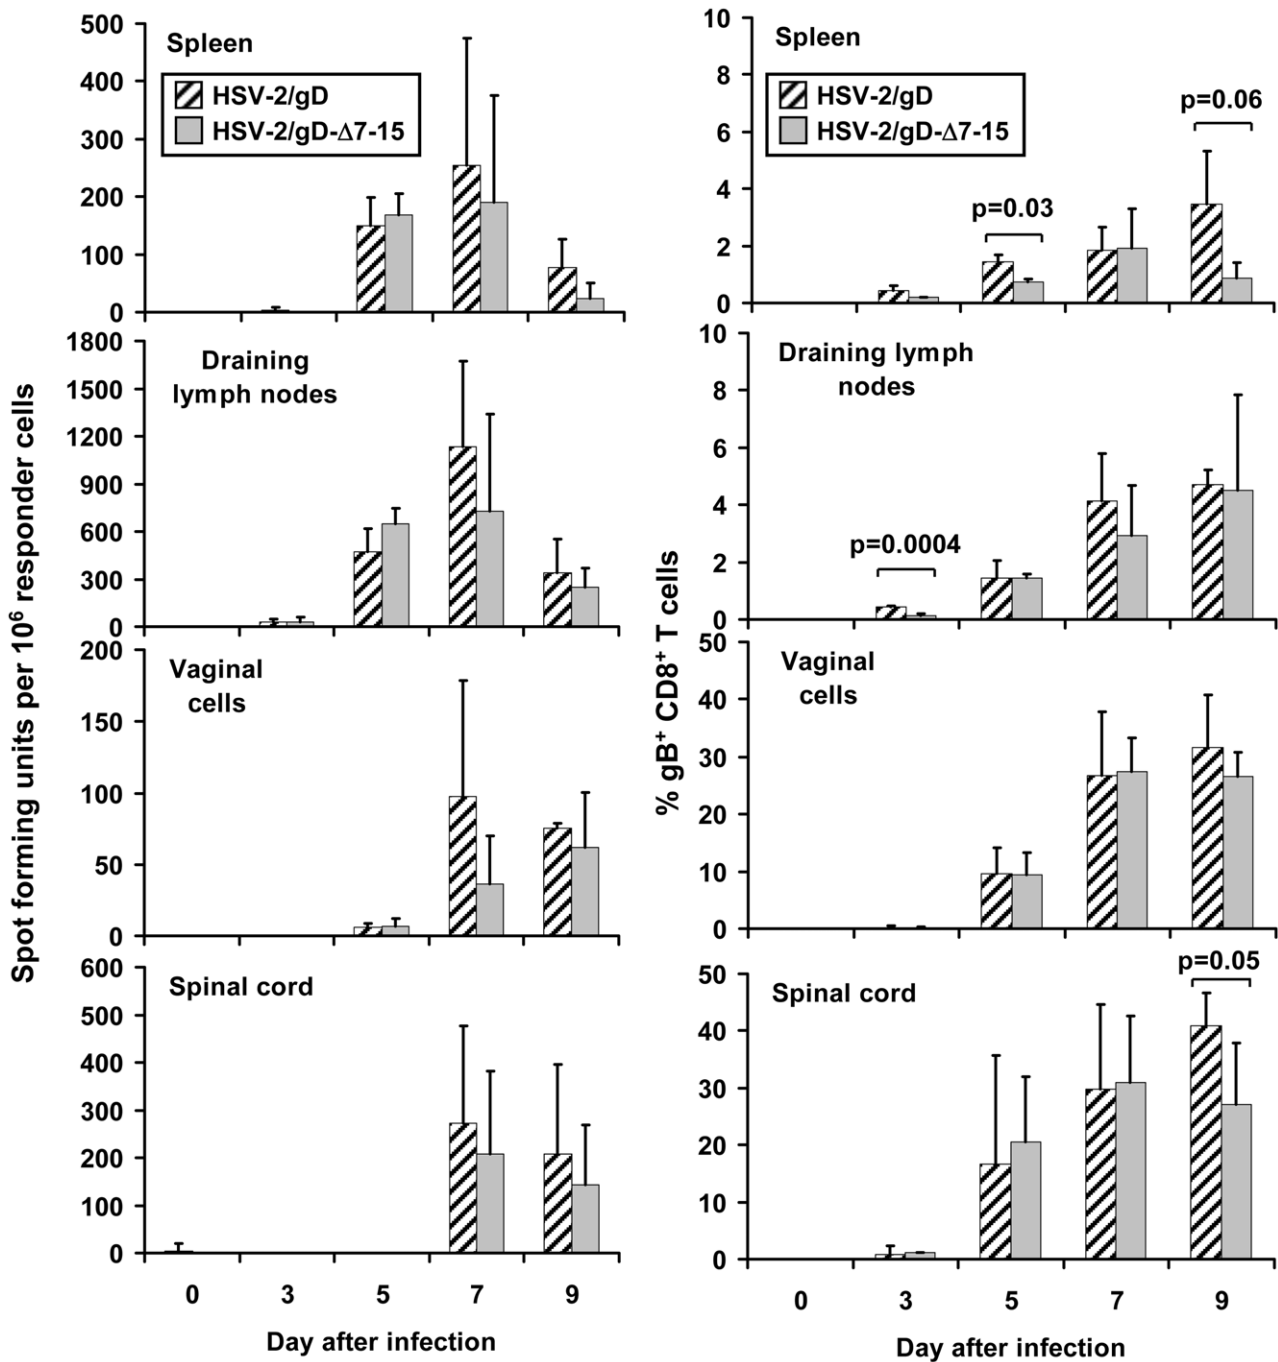 Spot forming units per 10⁶ responder cells
500
400
300
200
100
0
Spleen
HSV-2/gD
HSV-2/gD-Δ7-15
1800
1500
1200
900
600
300
0
Draining
lymph nodes
200
150
100
50
0
Vaginal
cells
600
500
400
300
200
100
0
Spinal cord
0 3 5 7 9
Day after infection
% gB⁺ CD8⁺ T cells
10
8
6
4
2
0
Spleen
HSV-2/gD
HSV-2/gD-Δ7-15
p=0.03
p=0.06
10
8
6
4
2
0
Draining lymph
nodes
p=0.0004
50
40
30
20
10
0
Vaginal
cells
50
40
30
20
10
0
Spinal cord
p=0.05
0 3 5 7 9
Day after infection